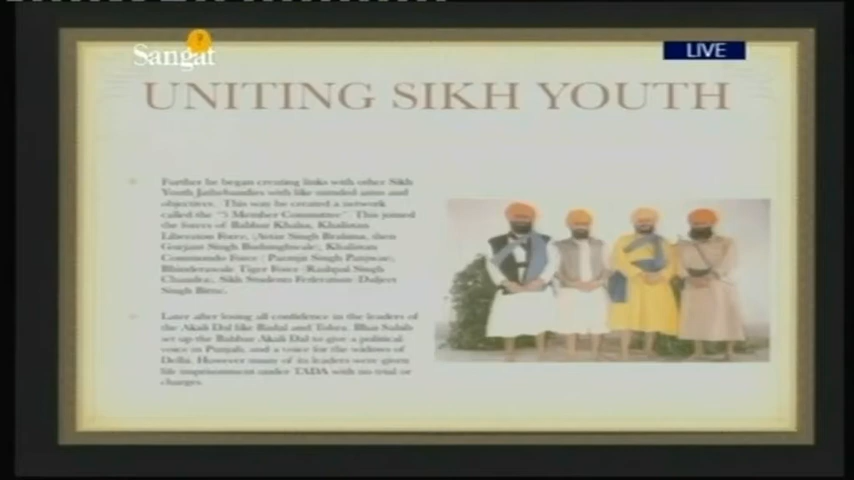 Sangat
LIVE
UNITING SIKH YOUTH
Further he began creating links with other Sikh
Youth Jathebandies with like minded aims and
objectives. This way he created a network
called the "5 Member Committee". This joined
the forces of Babbar Khalsa, Khalistan
Liberation Force, (Avtar Singh Brahma, then
Gurjant Singh Budhsinghwale), Khalistan
Commando Force ( Paramjit Singh Panjwar),
Bhinderawale Tiger Force (Rashpal Singh
Chandra), Sikh Students Federation (Daljeet
Singh Bittu).
Later after losing all confidence in the leaders of
the Akali Dal like Badal and Tohra, Bhai Sahib
set up the Babbar Akali Dal to give a political
voice in Punjab, and a voice for the widows of
Delhi. However many of its leaders were given
life imprisonment under TADA with no trial or
charges